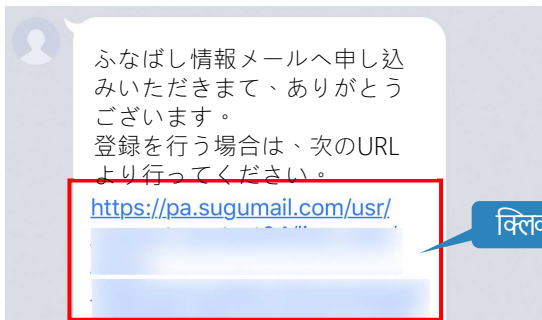 ふなばし情報メールへ申し込
みいただきまて、ありがとう
ございます。
登録を行う場合は、次のURL
より行ってください。
https://pa.sugumail.com/usr/